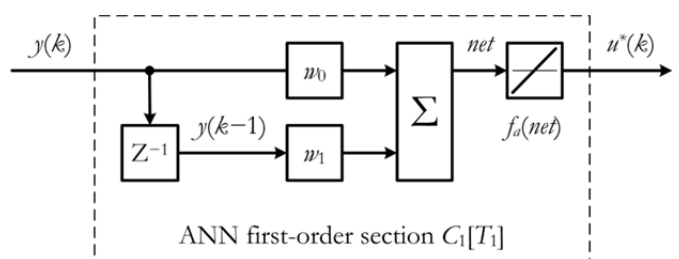 y(k)
net
u*(k)
w₀
Σ
fₐ(net)
y(k−1)
Z⁻¹
w₁
ANN first-order section C₁[T₁]